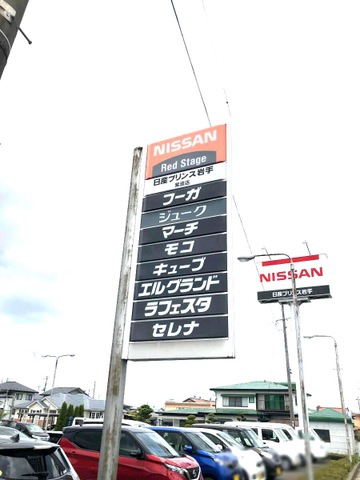 NISSAN
Red Stage
日産プリンス岩手
フーガ
ジューク
マーチ
モコ
キューブ
エルグランド
ラフェスタ
セレナ
NISSAN
日産プリンス岩手